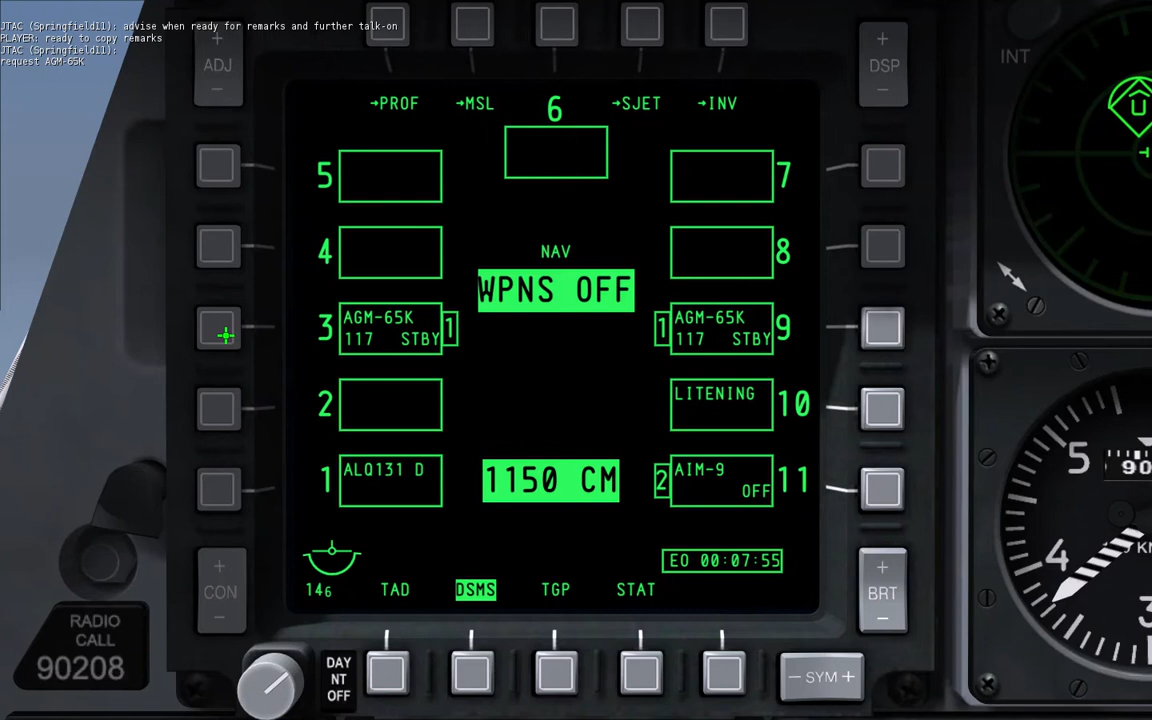 JTAC (Springfield11): advise when ready for remarks and further talk-on
PLAYER: ready to copy remarks
JTAC (Springfield11):
request AGM-65K
+
ADJ
-
+
DSP
-
INT
U
→PROF →MSL 6 →SJET →INV
5 7
4 NAV 8
WPNS OFF
3 AGM-65K 1 1 AGM-65K 9
117 STBY 117 STBY
2 LITENING 10
1 ALQ131 D 1150 CM 2 AIM-9 11
OFF
EO 00:07:55
146 TAD DSMS TGP STAT
+
CON
-
+
BRT
-
RADIO
CALL
90208
DAY
NT
OFF
- SYM +
5
90
4
3